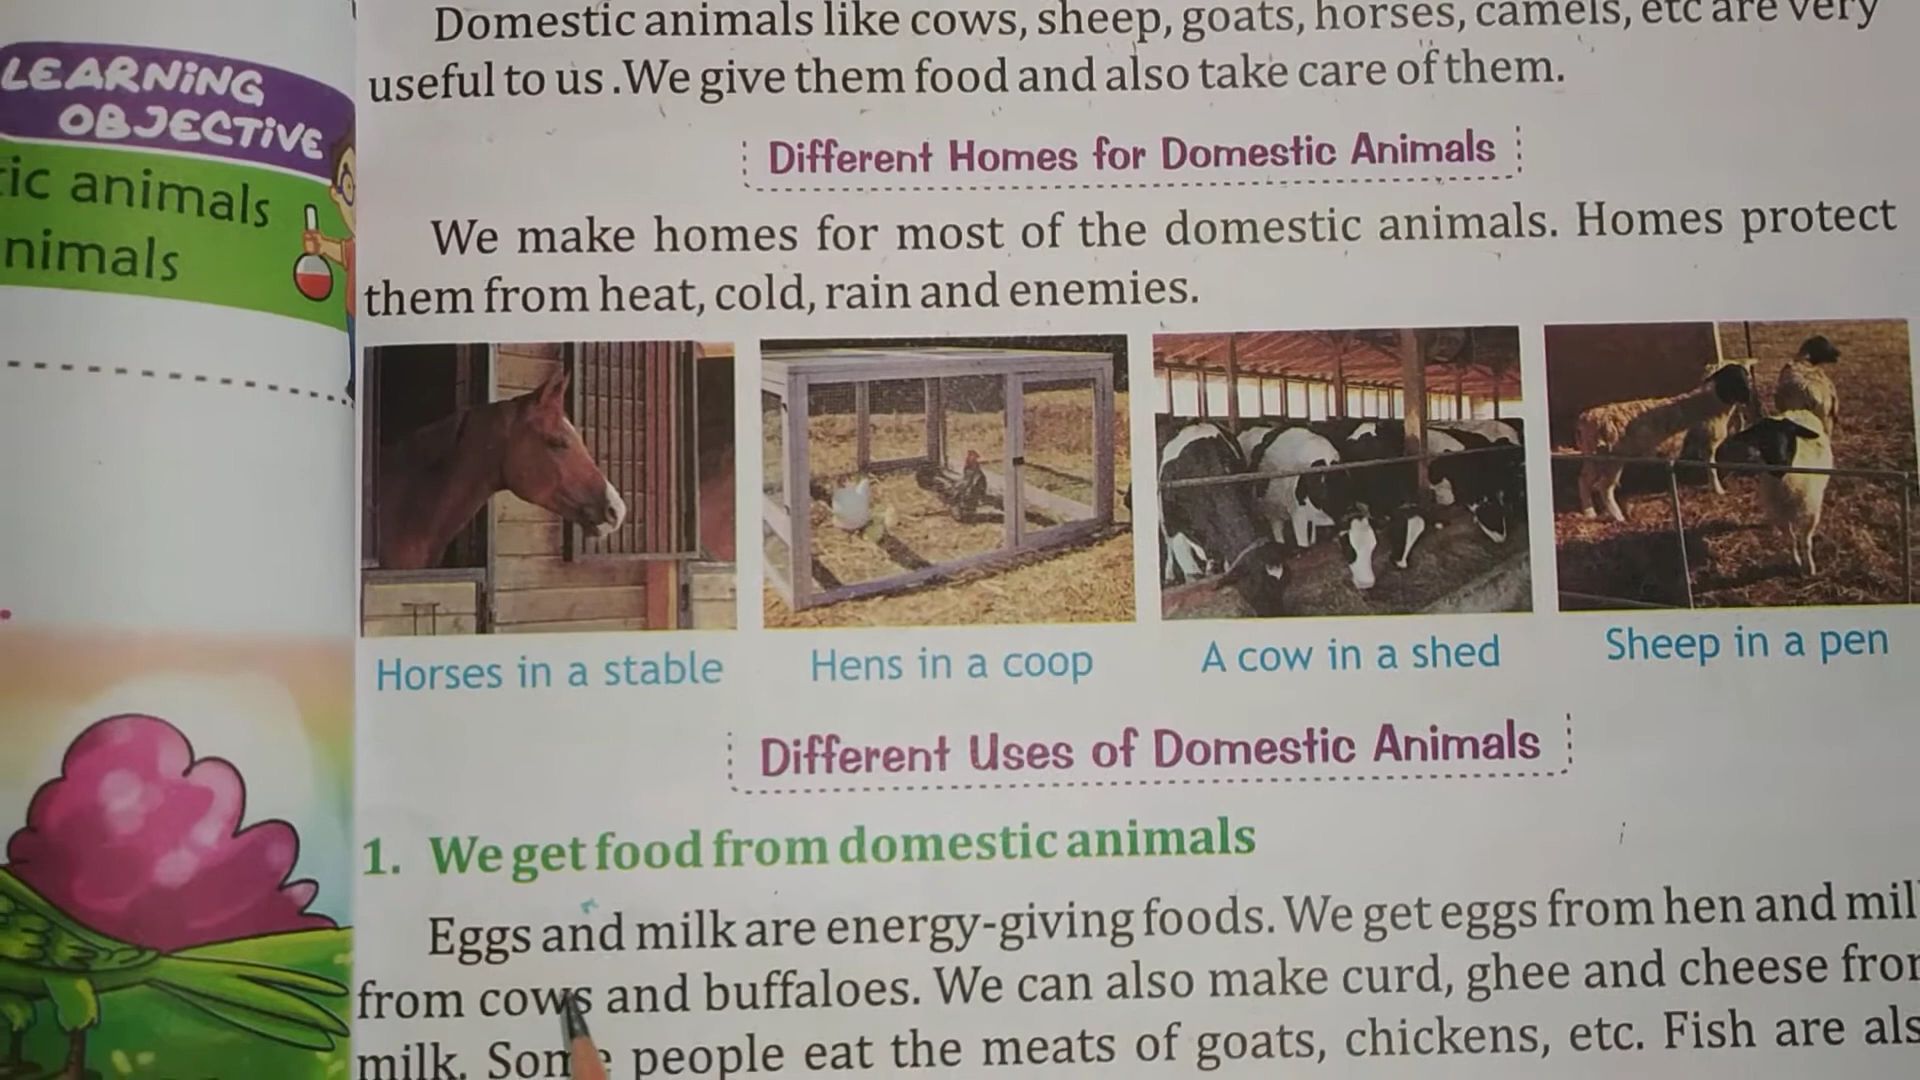 LEARNING
OBJECTIVE
animals
Domestic animals like cows, sheep, goats, horses, camels, etc are very
useful to us .We give them food and also take care of them.
Different Homes for Domestic Animals
We make homes for most of the domestic animals. Homes protect
them from heat, cold, rain and enemies.
Horses in a stable
Hens in a coop
A cow in a shed
Sheep in a pen
Different Uses of Domestic Animals
1. We get food from domestic animals
Eggs and milk are energy-giving foods. We get eggs from hen and
from cows and buffaloes. We can also make curd, ghee and cheese
milk. people eat the meats of goats, chickens, etc. Fish are